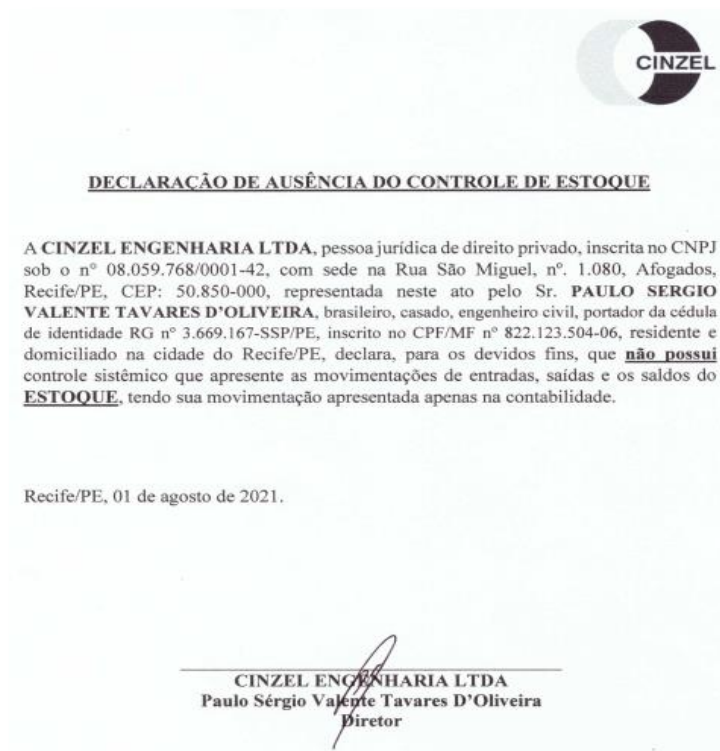 CINZEL
DECLARAÇÃO DE AUSÊNCIA DO CONTROLE DE ESTOQUE
A CINZEL ENGENHARIA LTDA, pessoa jurídica de direito privado, inscrita no CNPJ
sob o nº 08.059.768/0001-42, com sede na Rua São Miguel, nº. 1.080, Afogados,
Recife/PE, CEP: 50.850-000, representada neste ato pelo Sr. PAULO SERGIO
VALENTE TAVARES D'OLIVEIRA, brasileiro, casado, engenheiro civil, portador da cédula
de identidade RG nº 3.669.167-SSP/PE, inscrito no CPF/MF nº 822.123.504-06, residente e
domiciliado na cidade do Recife/PE, declara, para os devidos fins, que não possui
controle sistêmico que apresente as movimentações de entradas, saídas e os saldos do
ESTOQUE, tendo sua movimentação apresentada apenas na contabilidade.
Recife/PE, 01 de agosto de 2021.
CINZEL ENGENHARIA LTDA
Paulo Sérgio Valente Tavares D'Oliveira
Diretor